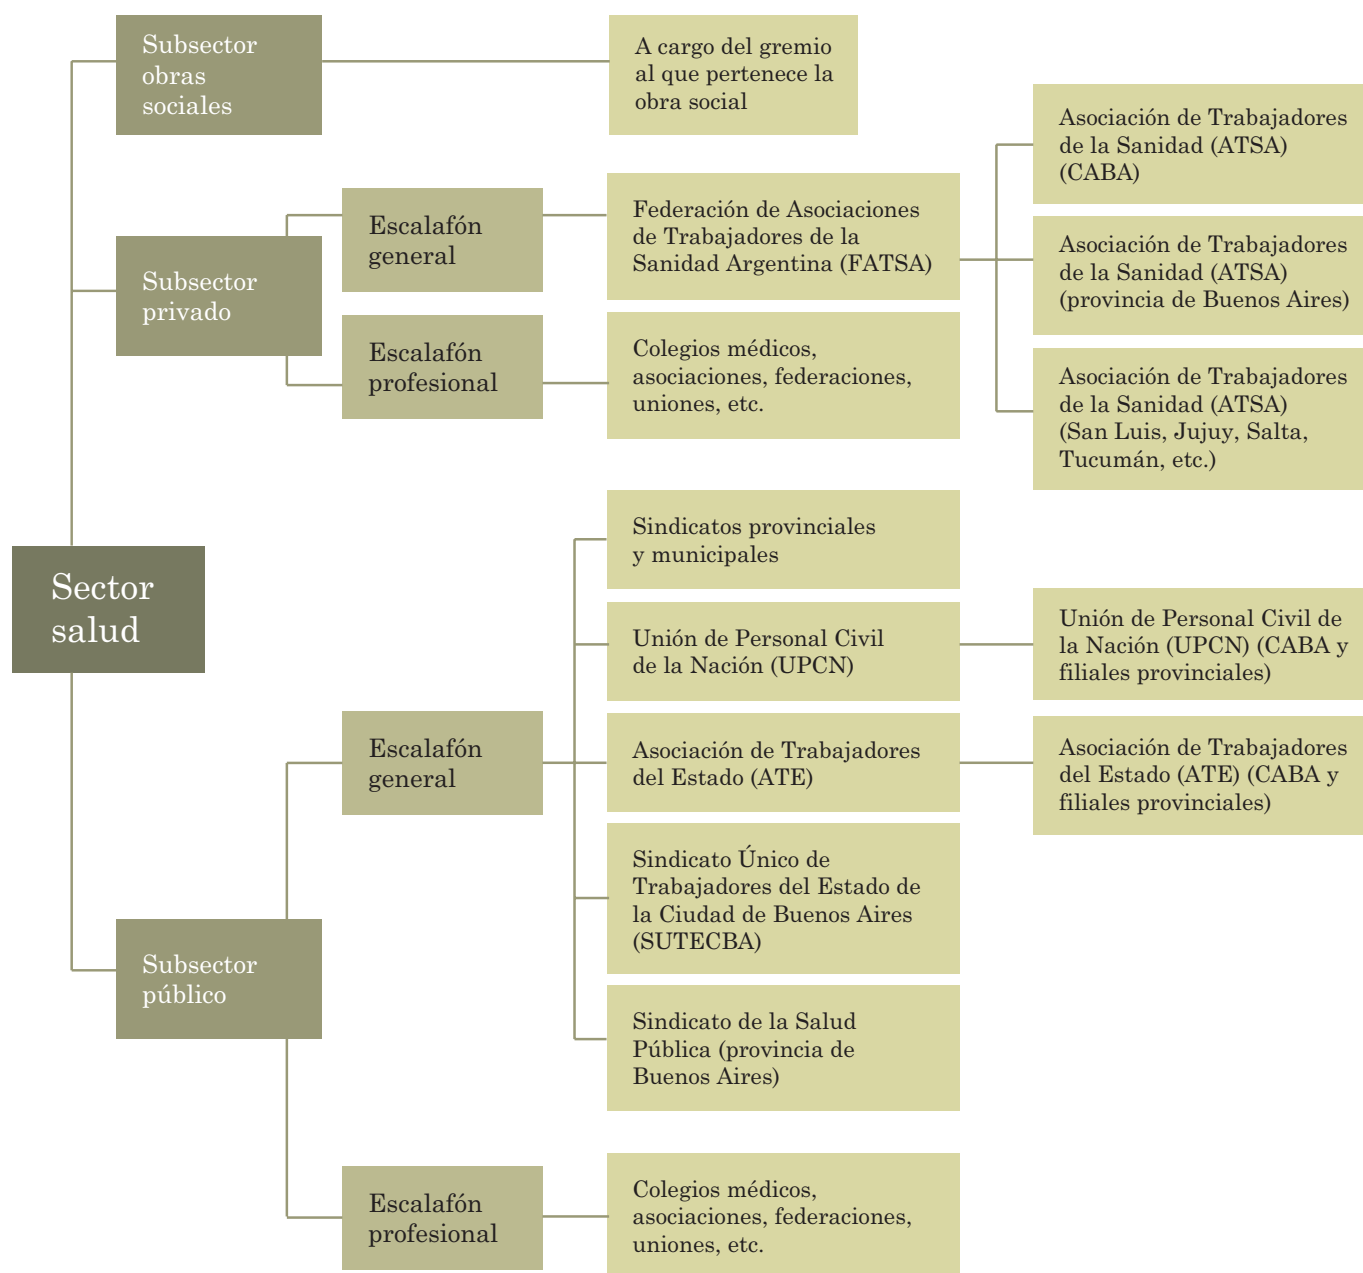 Subsector
obras
sociales
A cargo del gremio
al que pertenece la
obra social
Subsector
privado
Escalafón
general
Federación de Asociaciones
de Trabajadores de la
Sanidad Argentina (FATSA)
Asociación de Trabajadores
de la Sanidad (ATSA)
(CABA)
Asociación de Trabajadores
de la Sanidad (ATSA)
(provincia de Buenos Aires)
Asociación de Trabajadores
de la Sanidad (ATSA)
(San Luis, Jujuy, Salta,
Tucumán, etc.)
Escalafón
profesional
Colegios médicos,
asociaciones, federaciones,
uniones, etc.
Sector
salud
Subsector
público
Escalafón
general
Sindicatos provinciales
y municipales
Unión de Personal Civil
de la Nación (UPCN)
Unión de Personal Civil de
la Nación (UPCN) (CABA y
filiales provinciales)
Asociación de Trabajadores
del Estado (ATE)
Asociación de Trabajadores
del Estado (ATE) (CABA y
filiales provinciales)
Sindicato Único de
Trabajadores del Estado de
la Ciudad de Buenos Aires
(SUTECBA)
Sindicato de la Salud
Pública (provincia de
Buenos Aires)
Escalafón
profesional
Colegios médicos,
asociaciones, federaciones,
uniones, etc.